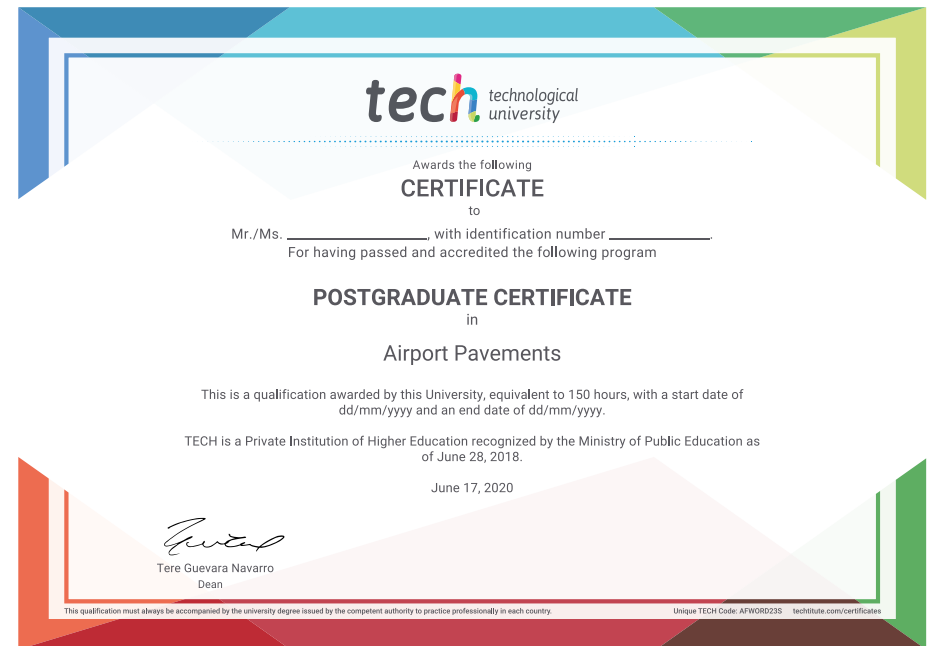 tech technological
university
Awards the following
CERTIFICATE
to
Mr./Ms. ____________________, with identification number ______________.
For having passed and accredited the following program
POSTGRADUATE CERTIFICATE
in
Airport Pavements
This is a qualification awarded by this University, equivalent to 150 hours, with a start date of
dd/mm/yyyy and an end date of dd/mm/yyyy.
TECH is a Private Institution of Higher Education recognized by the Ministry of Public Education as
of June 28, 2018.
June 17, 2020
Tere Guevara Navarro
Dean
This qualification must always be accompanied by the university degree issued by the competent authority to practice professionally in each country.
Unique TECH Code: AFWORD23S techtitute.com/certificates